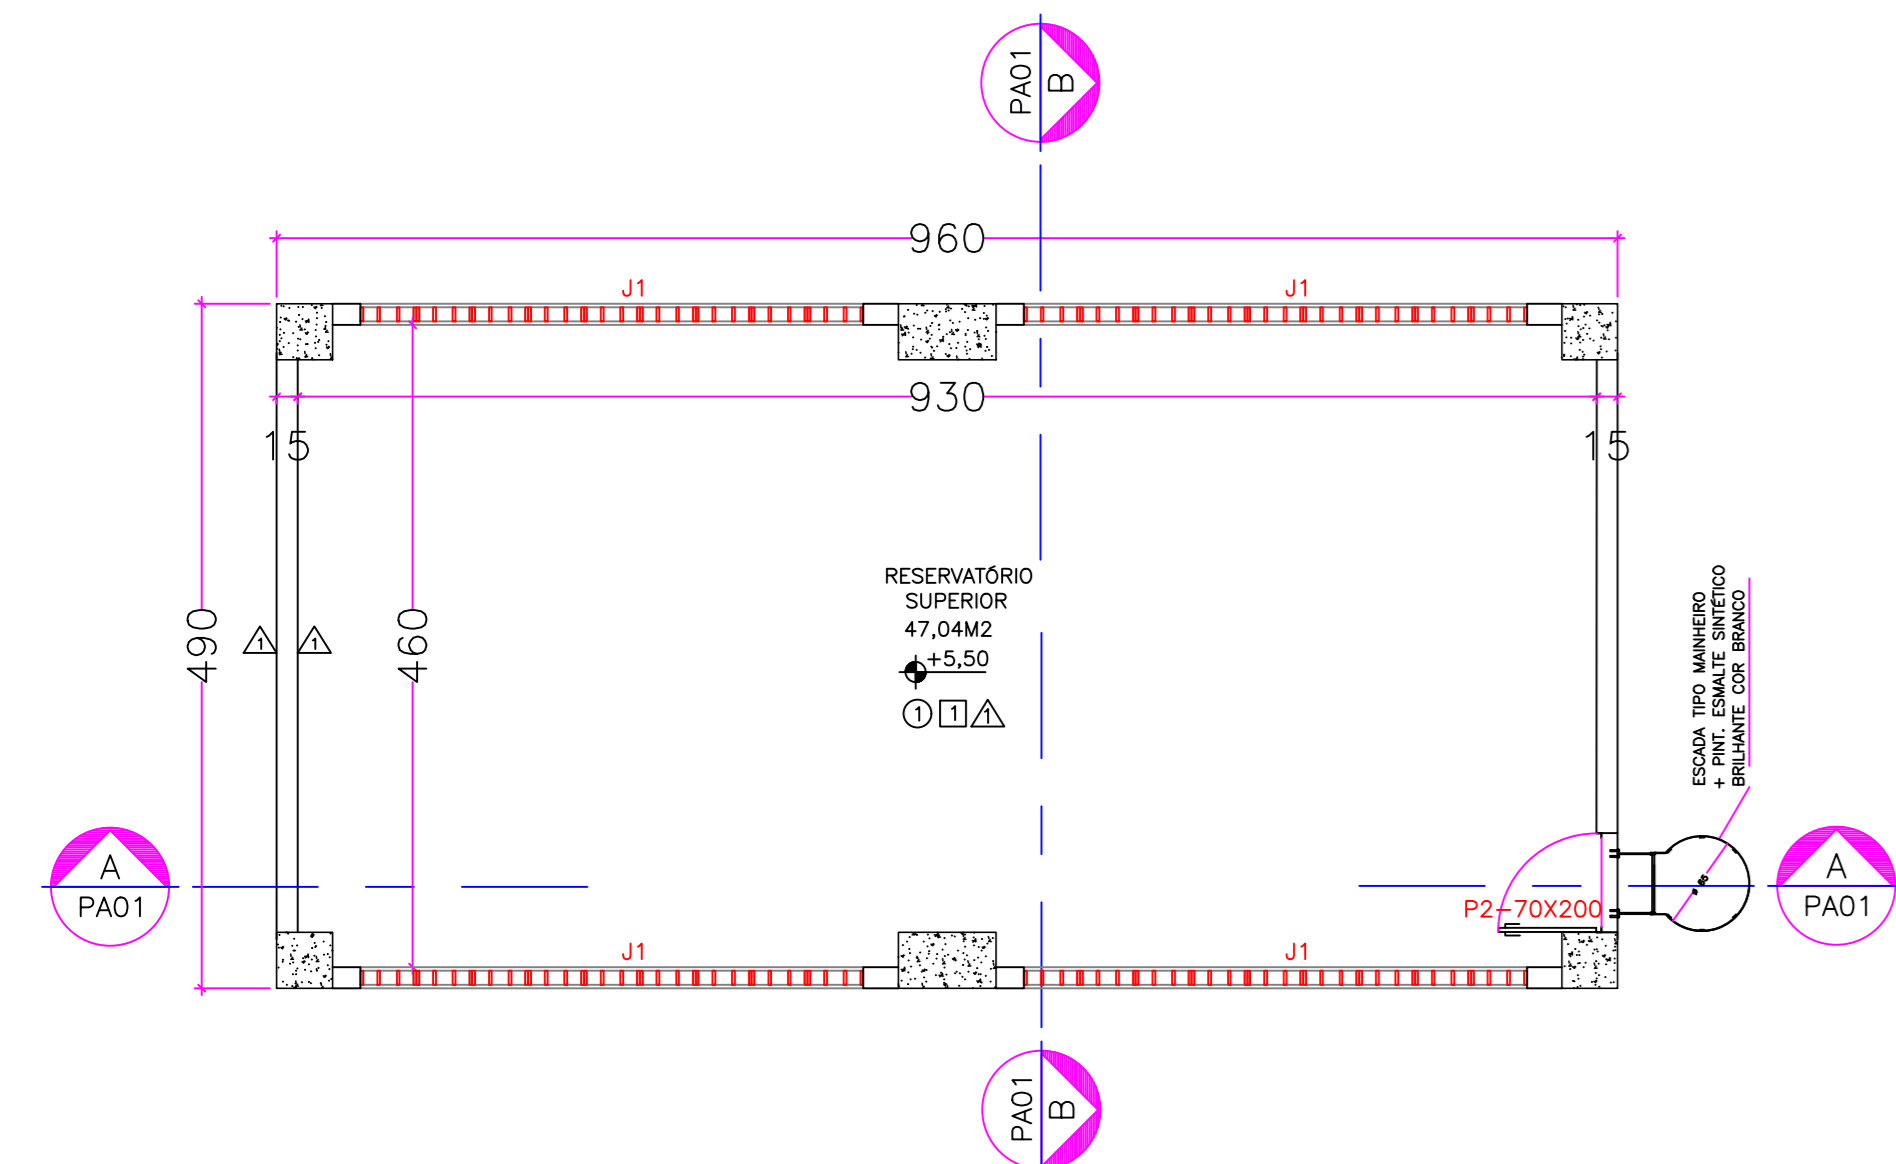 PA01
B
960
J1
J1
930
15
15
RESERVATÓRIO
SUPERIOR
47,04M2
+5,50
1
1
1
490
1
1
460
ESCADA TIPO MAINHEIRO
+ PINT. ESMALTE SINTÉTICO
BRILHANTE COR BRANCO
A
PA01
A
PA01
P2-70X200
J1
J1
PA01
B